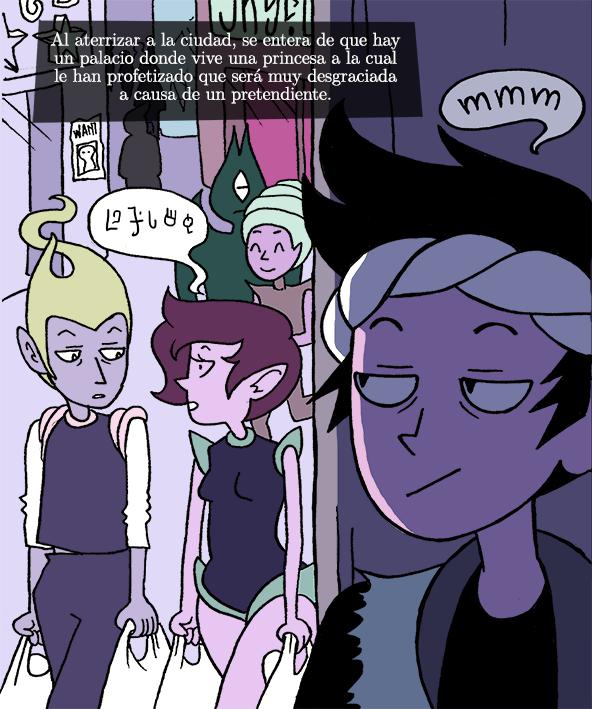 Al aterrizar a la ciudad, se entera de que hay
un palacio donde vive una princesa a la cual
le han profetizado que será muy desgraciada
a causa de un pretendiente.
mmm
WANT